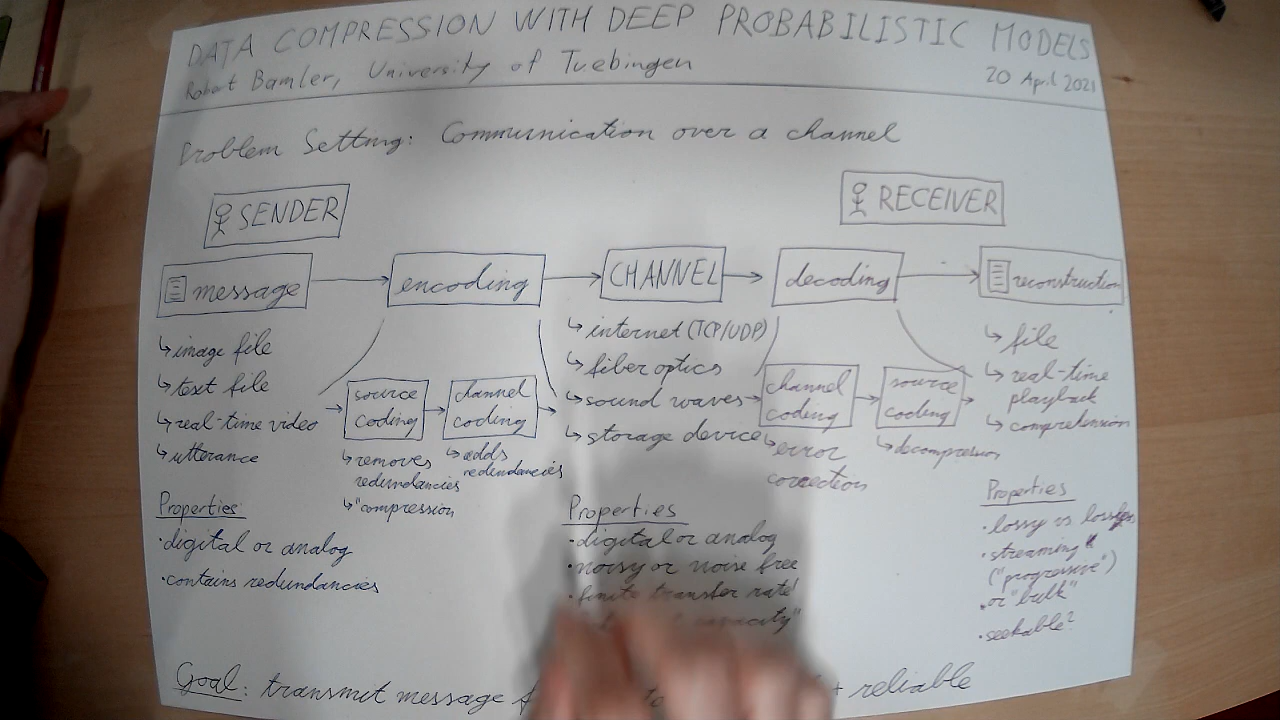 DATA COMPRESSION WITH DEEP PROBABILISTIC MODELS
Robert Bamler, University of Tuebingen
20 April 2021
Problem Setting: Communication over a channel
SENDER
RECEIVER
message
encoding
CHANNEL
decoding
reconstruction
↳ image file
↳ text file
↳ real-time video
↳ utterance
Properties:
· digital or analog
· contains redundancies
source
coding
↳ removes
redundancies
↳ "compression
channel
coding
↳ adds
redundancies
↳ internet (TCP/UDP)
↳ fiber optics
↳ sound waves
↳ storage device
Properties
· digital or analog
· noisy or noise free
· finite transfer rate
capacity"
channel
coding
↳ error
correction
source
coding
↳ decompression
↳ file
↳ real-time
playback
↳ comprehension
Properties
· lossy vs. lossless
· streaming"
("progressive")
· or "bulk"
· seekable?
Goal: transmit message
reliable